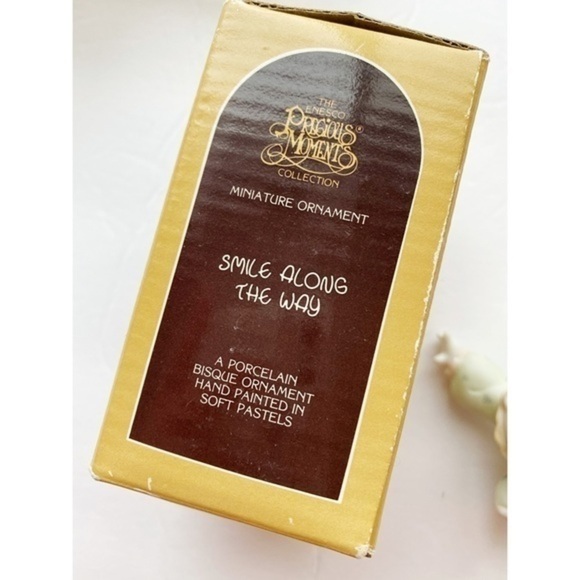 THE
ENESCO
PRECIOUS®
MOMENTS
COLLECTION
MINIATURE ORNAMENT
SMILE ALONG
THE WAY
A PORCELAIN
BISQUE ORNAMENT
HAND PAINTED IN
SOFT PASTELS